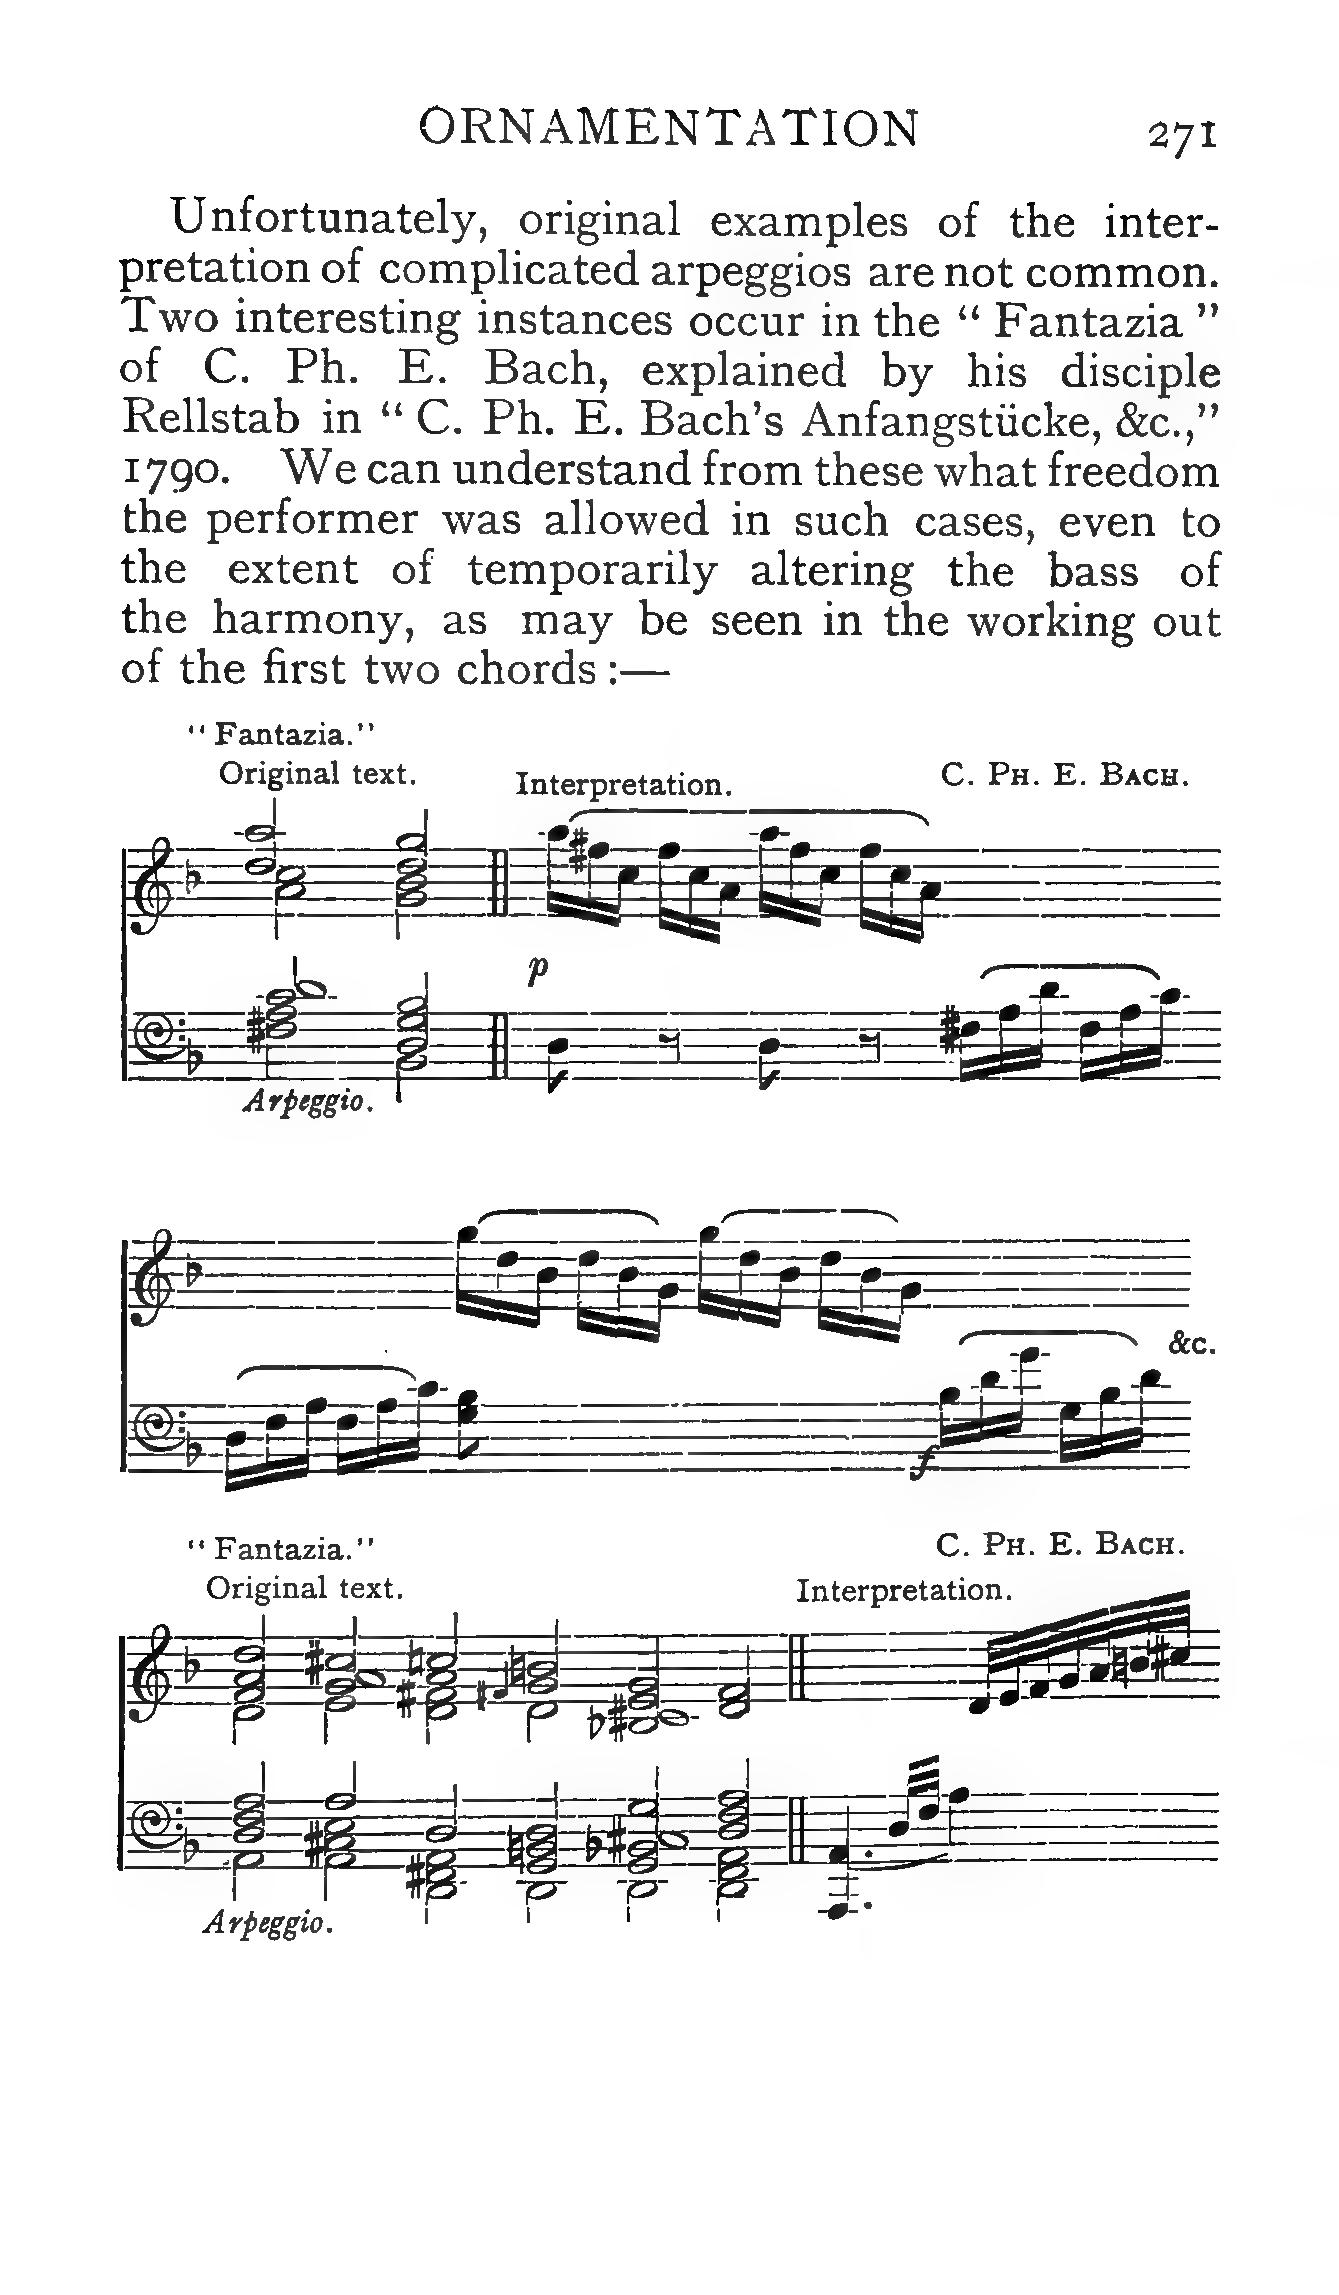 ORNAMENTATION 271
Unfortunately, original examples of the inter-
pretation of complicated arpeggios are not common.
Two interesting instances occur in the “ Fantazia ”
of C. Ph. E. Bach, explained by his disciple
Rellstab in “ C. Ph. E. Bach’s Anfangstücke, &c.,”
1790. We can understand from these what freedom
the performer was allowed in such cases, even to
the extent of temporarily altering the bass of
the harmony, as may be seen in the working out
of the first two chords :—
“ Fantazia.”
Original text. Interpretation. C. PH. E. BACH.
p
Arpeggio.
&c.
f
“ Fantazia.” C. PH. E. BACH.
Original text. Interpretation.
Arpeggio.